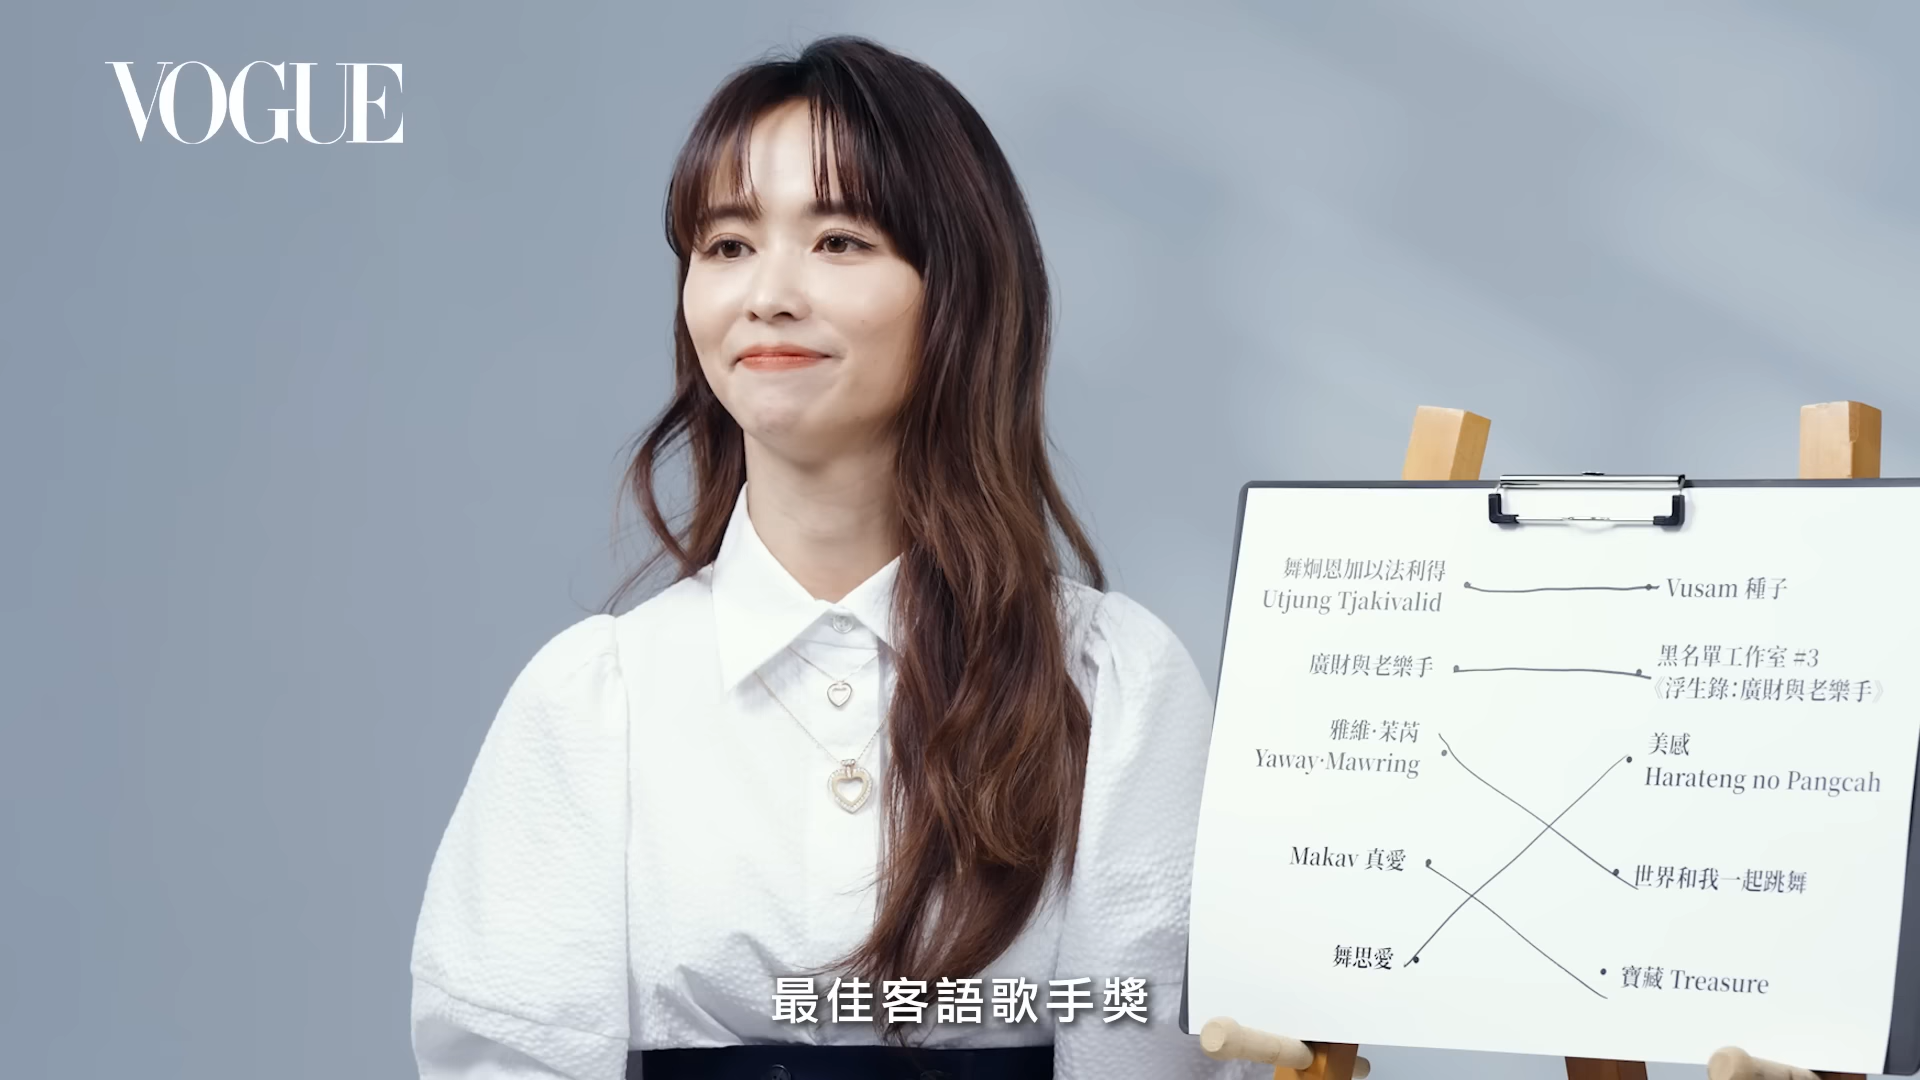 VOGUE
舞炯恩加以法利得
Utjung Tjakivalid
Vusam 種子
廣財與老樂手
黑名單工作室 #3
《浮生錄：廣財與老樂手》
雅維·茉芮
Yaway·Mawring
美感
Harateng no Pangcah
Makav 真愛
世界和我一起跳舞
舞思愛
寶藏 Treasure
最佳客語歌手獎